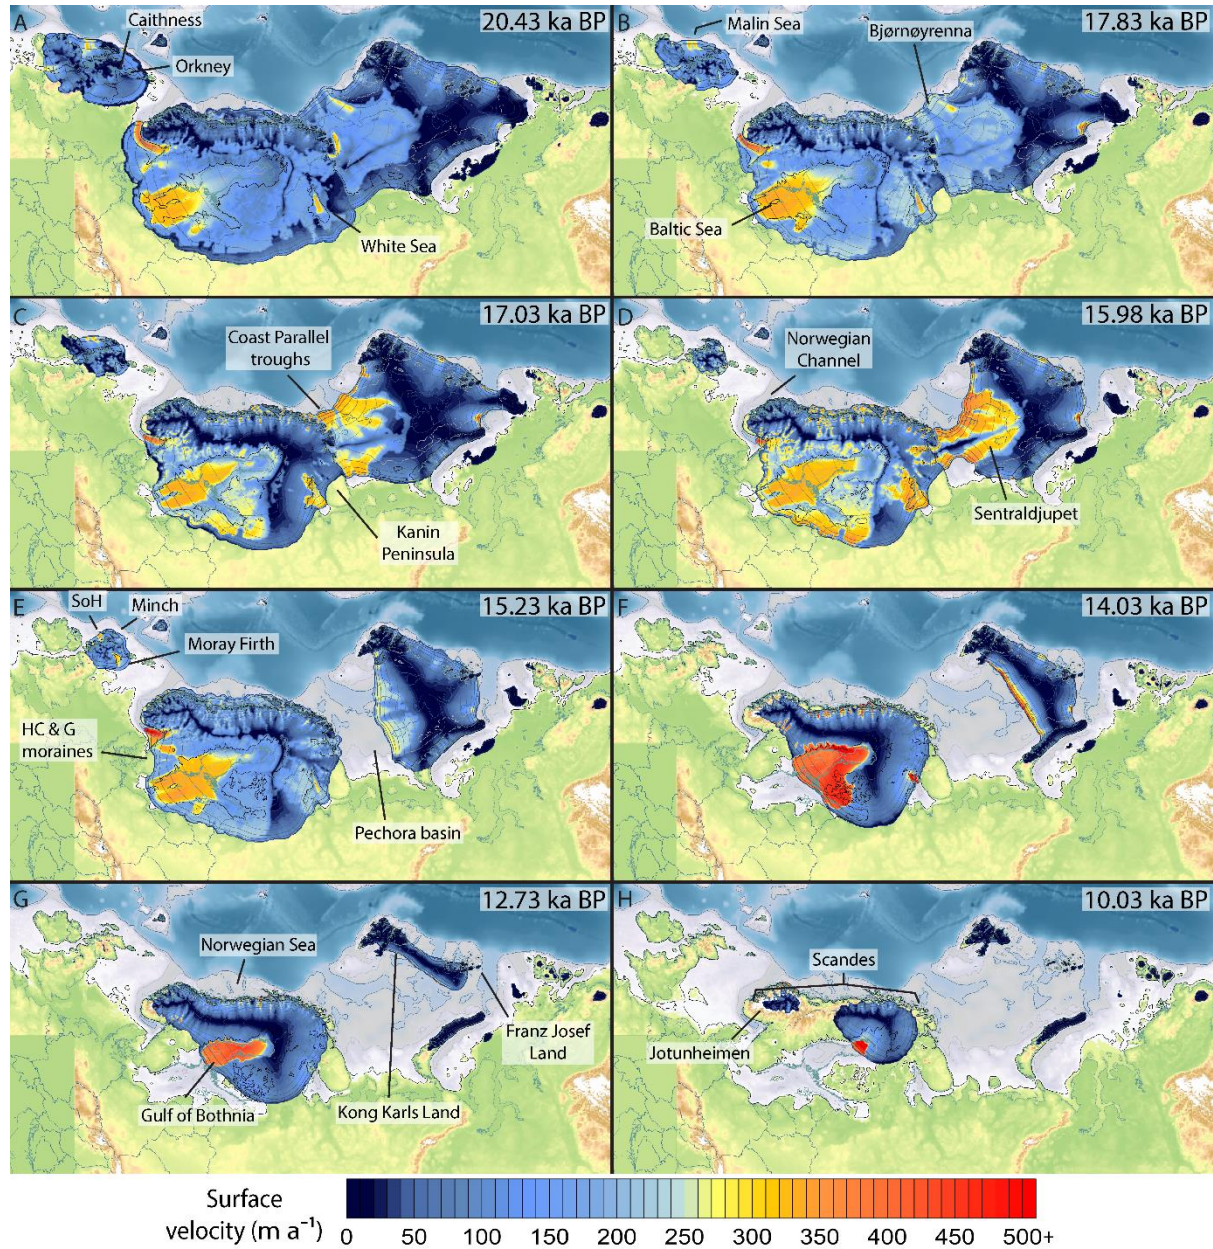 A
Caithness
Orkney
20.43 ka BP
White Sea
B
Malin Sea
Bjørnøyrenna
17.83 ka BP
Baltic Sea
C
17.03 ka BP
Coast Parallel
troughs
Kanin
Peninsula
D
15.98 ka BP
Norwegian
Channel
Sentraldjupet
E
SoH
Minch
15.23 ka BP
Moray Firth
HC & G
moraines
Pechora basin
F
14.03 ka BP
G
12.73 ka BP
Norwegian Sea
Franz Josef
Land
Gulf of Bothnia
Kong Karls Land
H
10.03 ka BP
Scandes
Jotunheimen
Surface
velocity (m a⁻¹)
0 50 100 150 200 250 300 350 400 450 500+